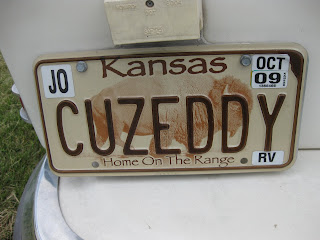 JO Kansas OCT
09
CUZEDDY
Home On The Range RV